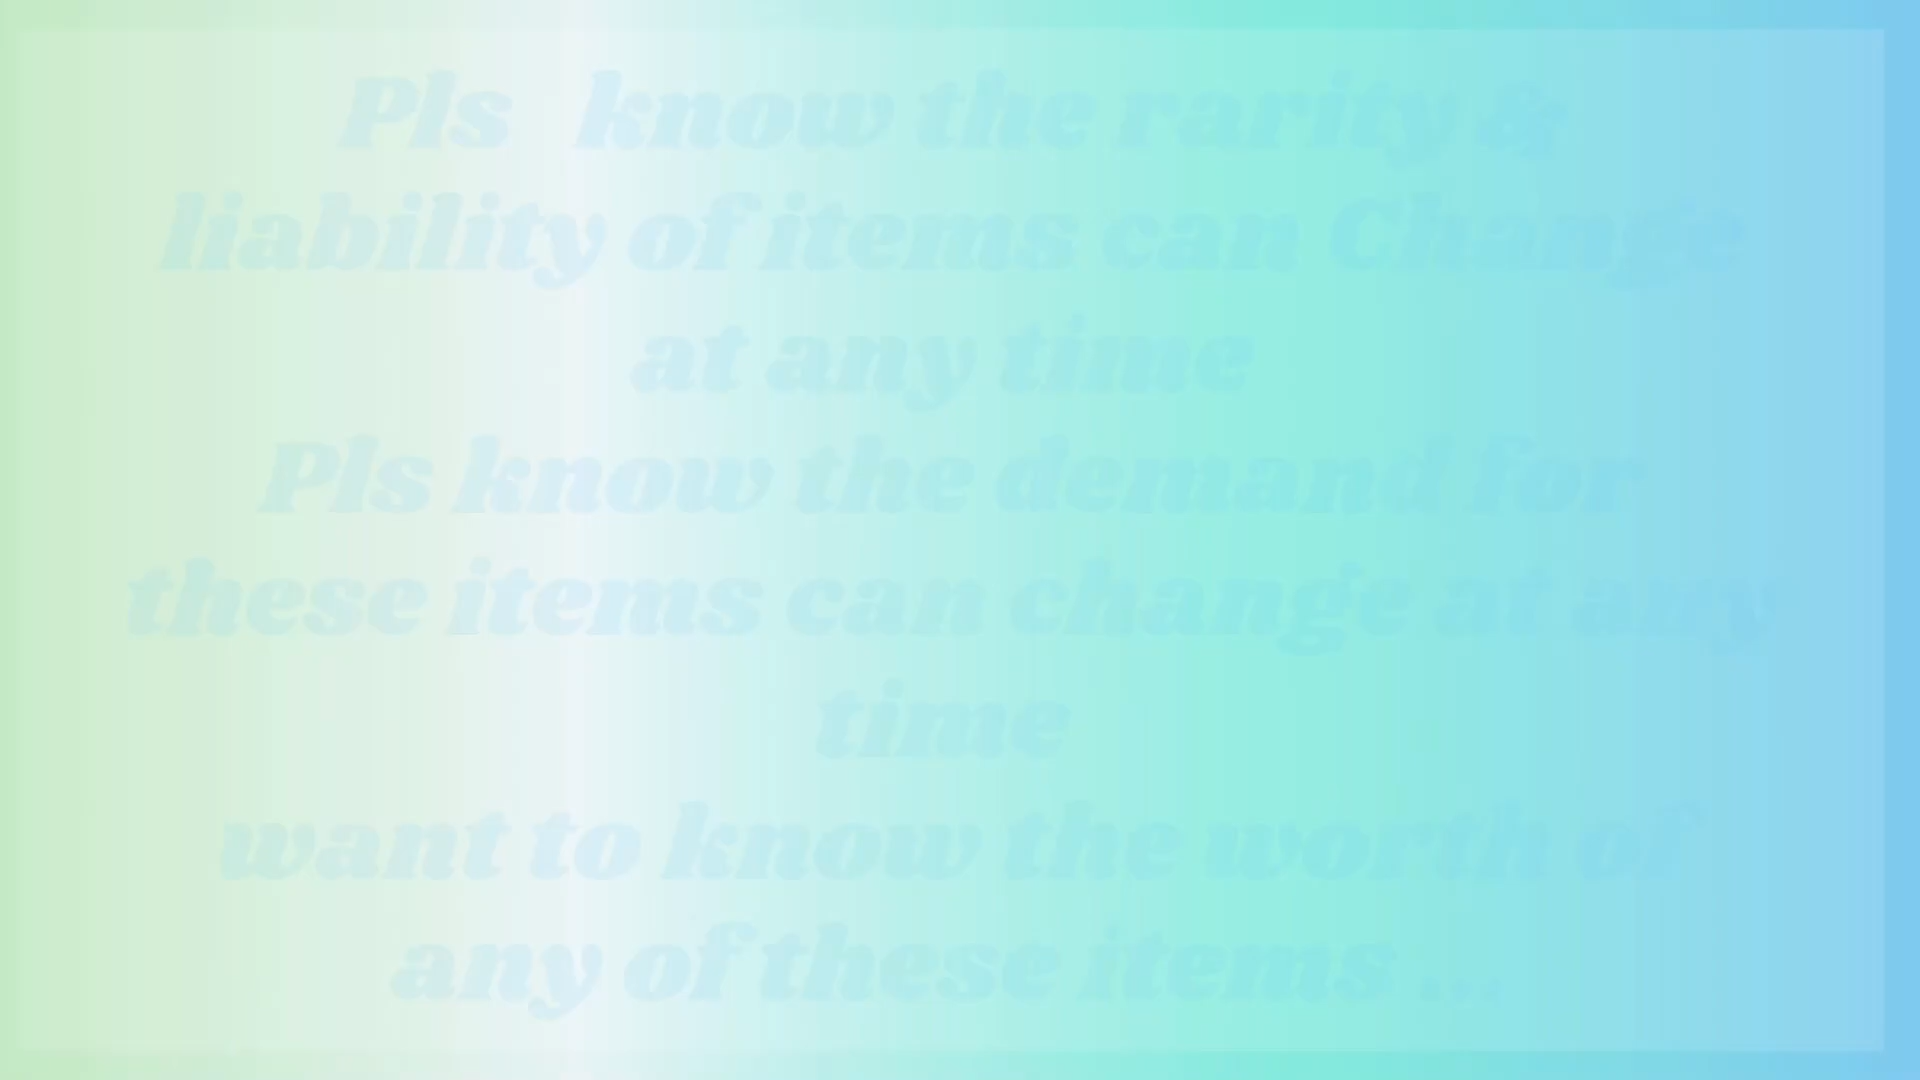 Pls know the rarity &
liability of items can Change
at any time
Pls know the demand for
these items can change at any
time
want to know the worth of
any of these items ...